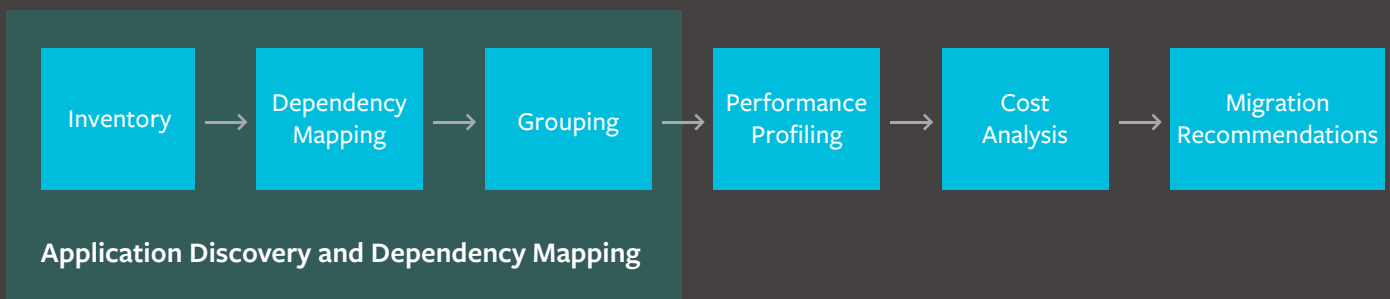 Inventory
Dependency
Mapping
Grouping
Performance
Profiling
Cost
Analysis
Migration
Recommendations
Application Discovery and Dependency Mapping